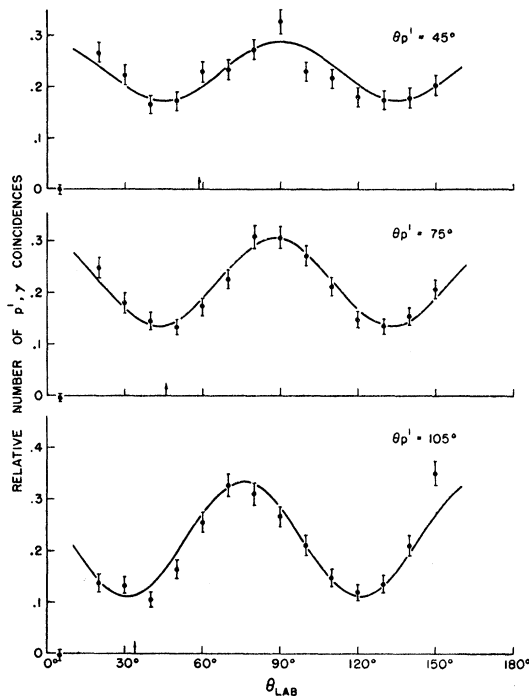 RELATIVE NUMBER OF p', γ COINCIDENCES
.3
.2
.1
0
θp' = 45°
.3
.2
.1
0
θp' = 75°
.4
.3
.2
.1
0
θp' = 105°
0° 30° 60° 90° 120° 150° 180°
θLAB